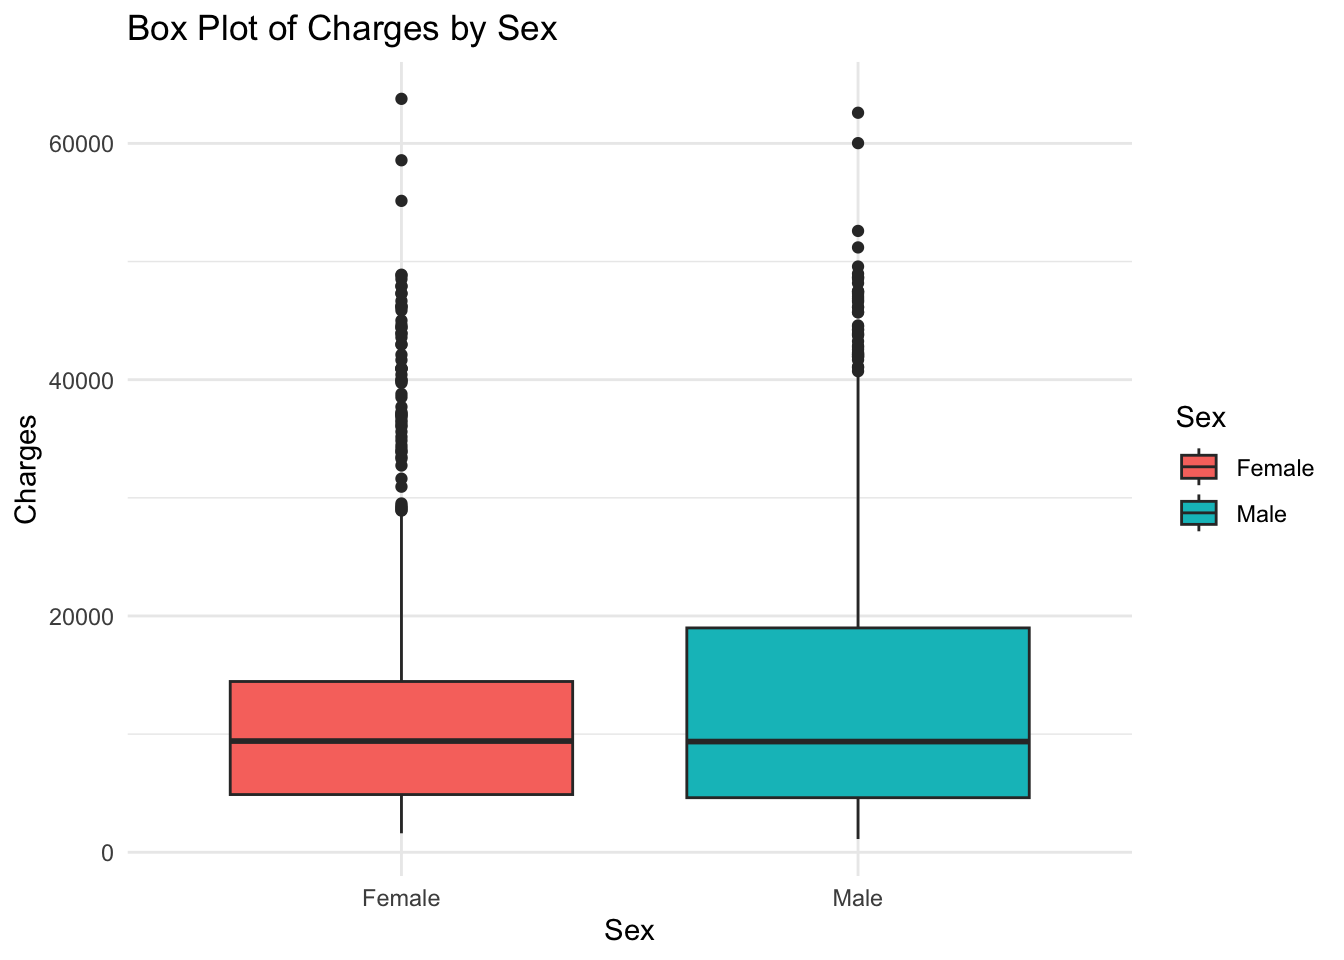 Box Plot of Charges by Sex
60000
40000
20000
0
Charges
Female
Male
Sex
Sex
Female
Male